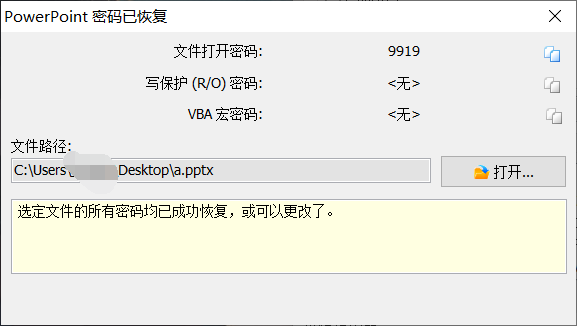 PowerPoint 密码已恢复
文件打开密码: 9919
写保护 (R/O) 密码: <无>
VBA 宏密码: <无>
文件路径:
C:\Users\ \Desktop\a.pptx
打开...
选定文件的所有密码均已成功恢复，或可以更改了。